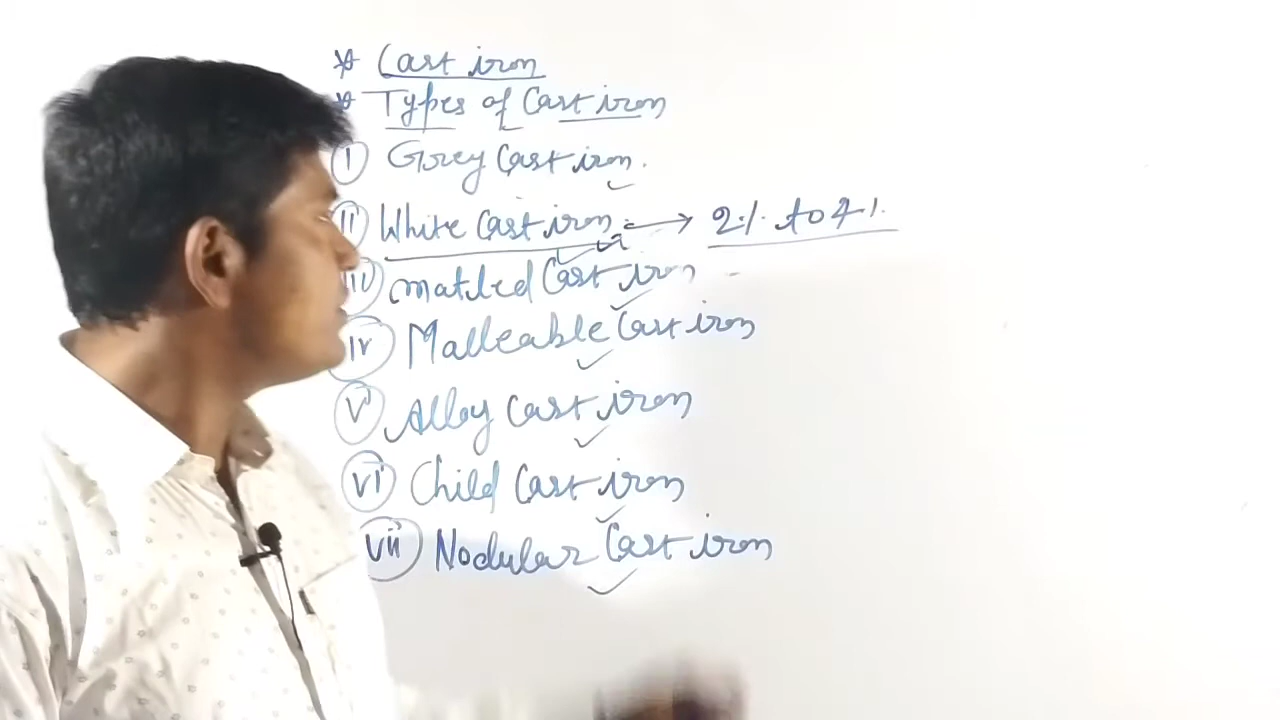 * Cast iron
* Types of Cast iron
i Grey Cast iron.
ii White Cast iron :→ 2% to 4%
iii matled Cast iron
iv Malleable Cast iron
v Alloy Cast iron
vi Child Cast iron
vii Nodular Cast iron